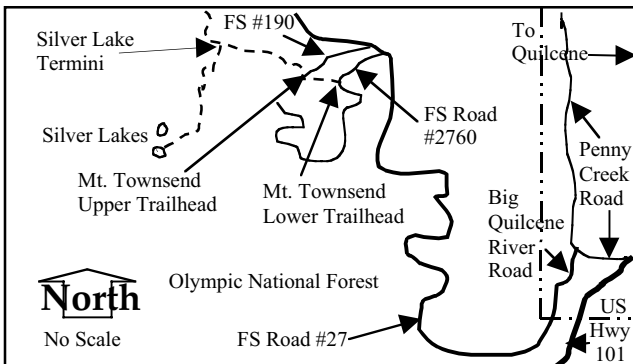 FS #190
To
Quilcene
Silver Lake
Termini
FS Road
#2760
Silver Lakes
Penny
Creek
Road
Mt. Townsend
Upper Trailhead
Mt. Townsend
Lower Trailhead
Big
Quilcene
River
Road
Olympic National Forest
North
No Scale
FS Road #27
US
Hwy
101